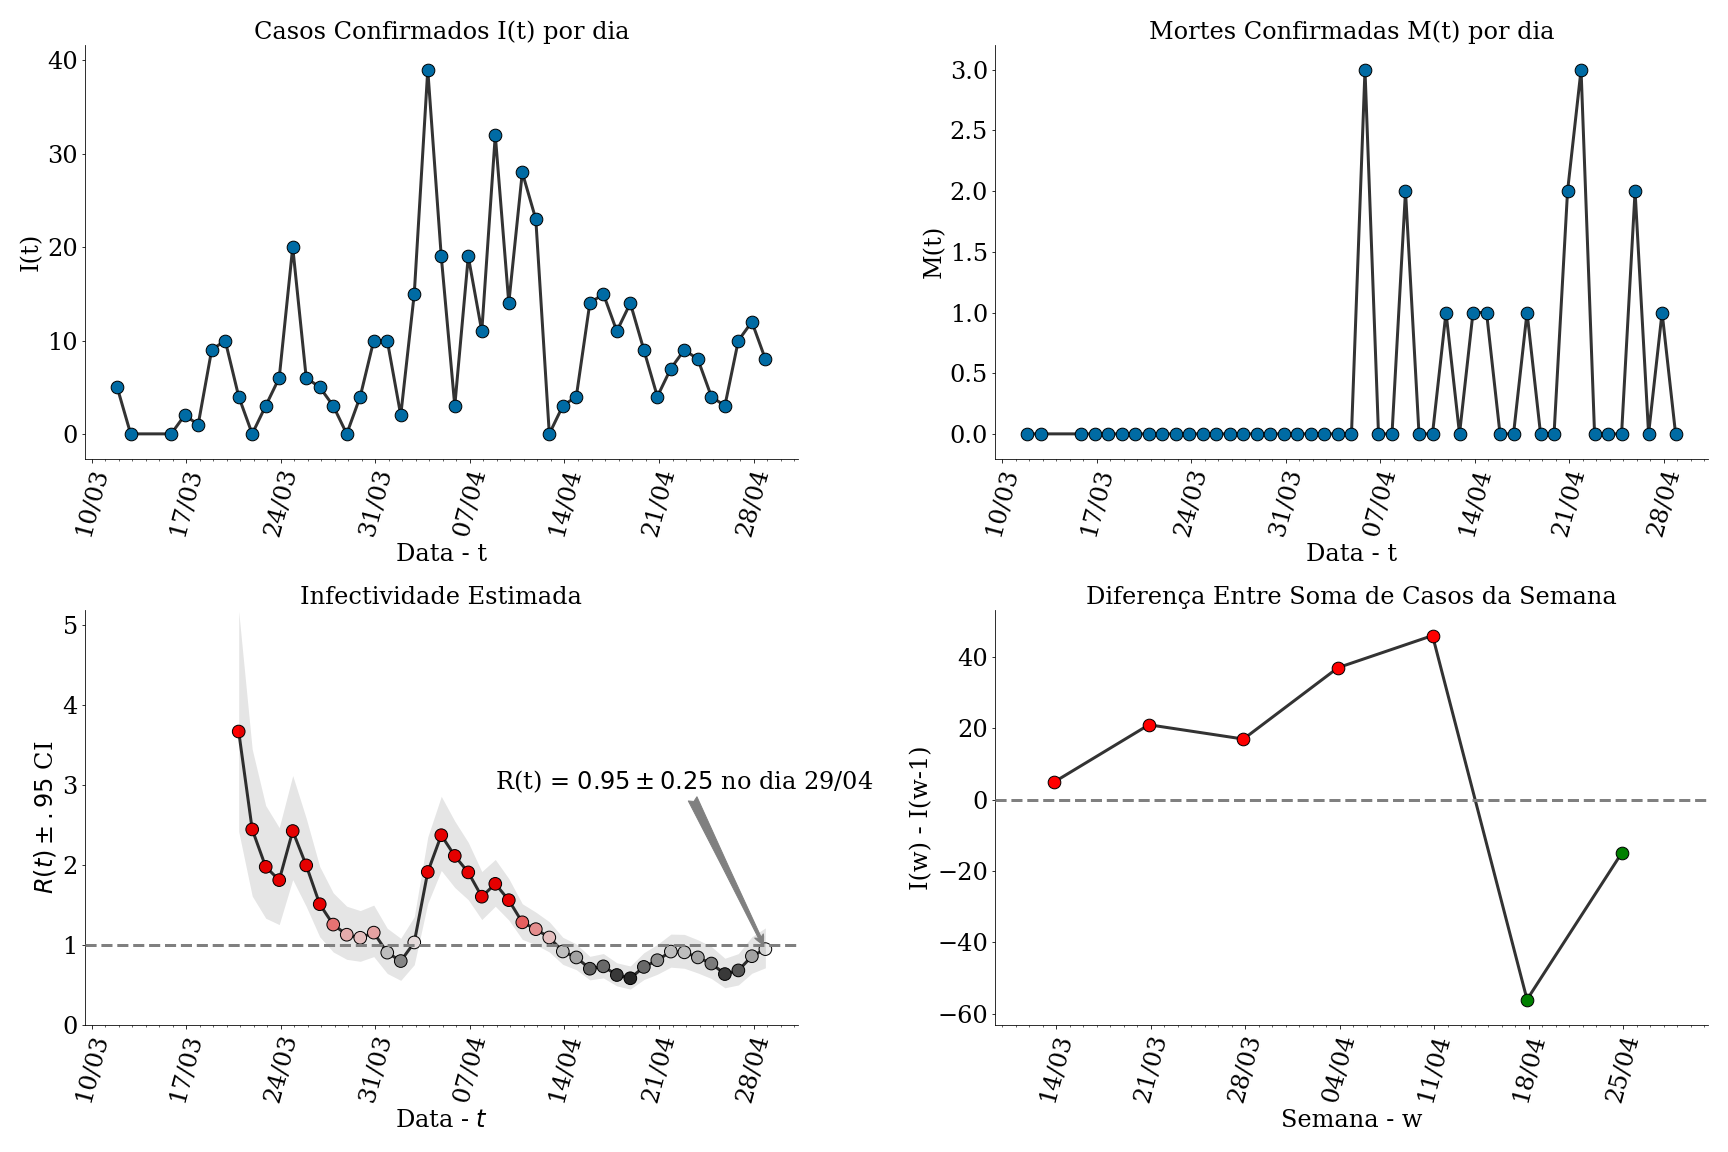 Casos Confirmados I(t) por dia
I(t)
40
30
20
10
0
10/03 17/03 24/03 31/03 07/04 14/04 21/04 28/04
Data - t
Mortes Confirmadas M(t) por dia
M(t)
3.0
2.5
2.0
1.5
1.0
0.5
0.0
10/03 17/03 24/03 31/03 07/04 14/04 21/04 28/04
Data - t
Infectividade Estimada
R(t) ± .95 CI
5
4
3
2
1
0
R(t) = 0.95 ± 0.25 no dia 29/04
10/03 17/03 24/03 31/03 07/04 14/04 21/04 28/04
Data - t
Diferença Entre Soma de Casos da Semana
I(w) - I(w-1)
40
20
0
−20
−40
−60
14/03 21/03 28/03 04/04 11/04 18/04 25/04
Semana - w